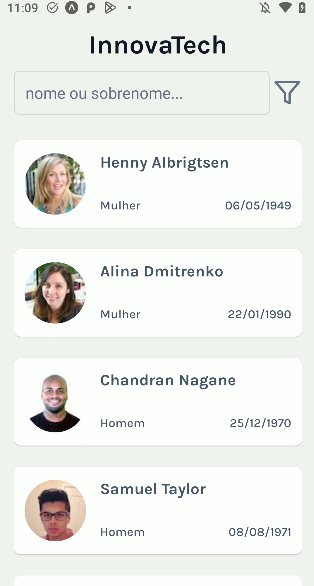 11:09
InnovaTech
nome ou sobrenome...
Henny Albrigtsen
Mulher 06/05/1949
Alina Dmitrenko
Mulher 22/01/1990
Chandran Nagane
Homem 25/12/1970
Samuel Taylor
Homem 08/08/1971